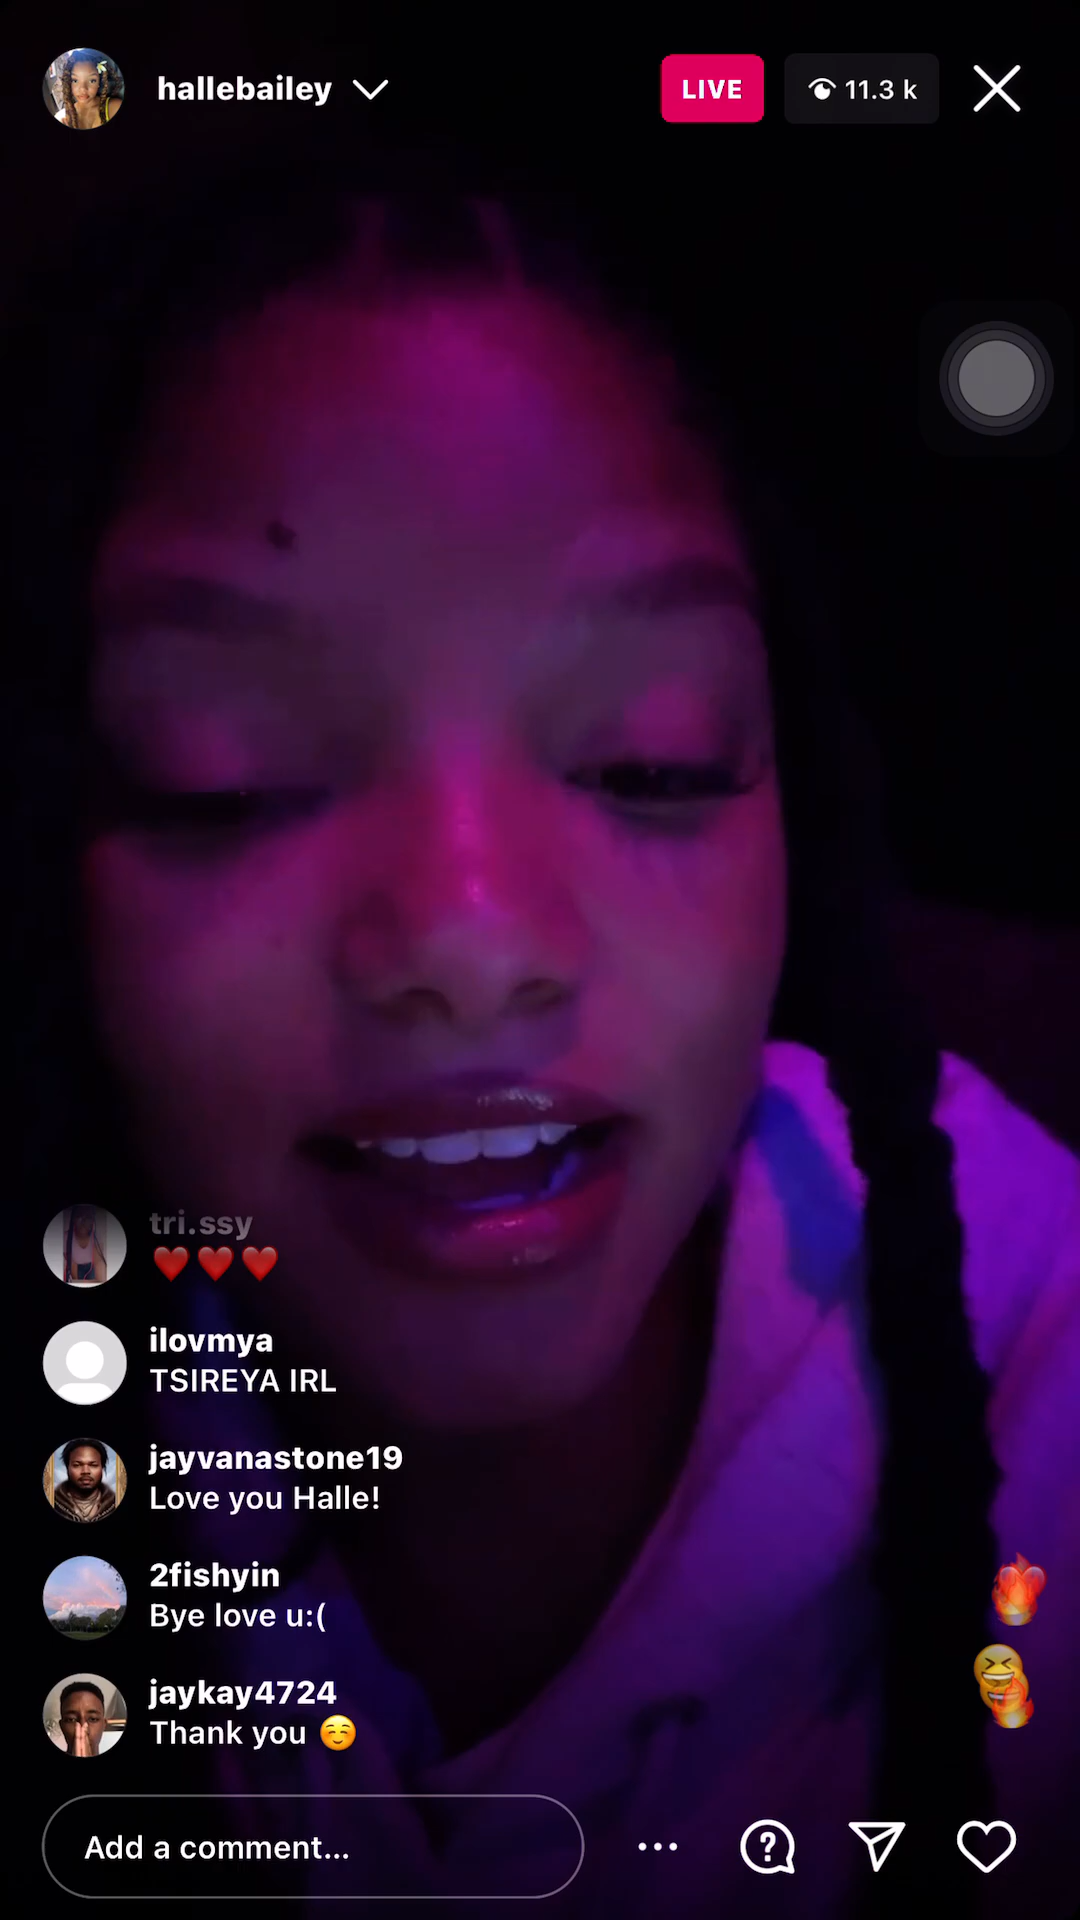 hallebailey
LIVE
11.3 k
tri.ssy
❤️❤️❤️
ilovmya
TSIREYA IRL
jayvanastone19
Love you Halle!
2fishyin
Bye love u:(
jaykay4724
Thank you ☺️
Add a comment...